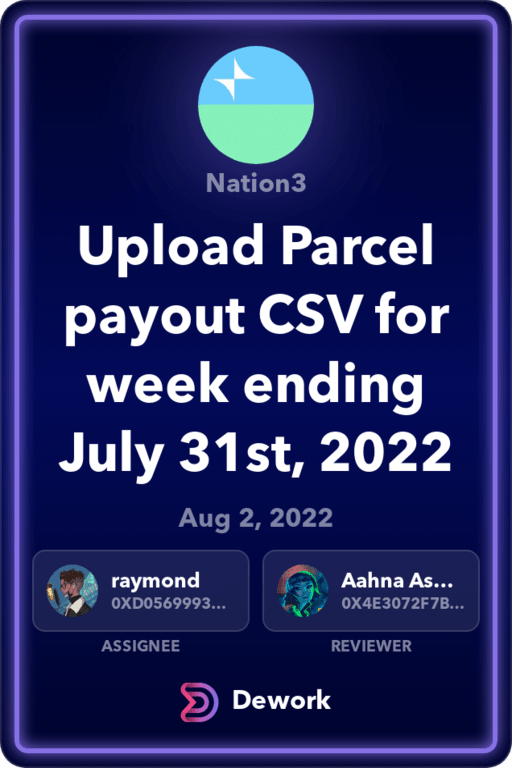 Nation3
Upload Parcel
payout CSV for
week ending
July 31st, 2022
Aug 2, 2022
raymond
0XD0569993...
ASSIGNEE
Aahna As...
0X4E3072F7B...
REVIEWER
Dework